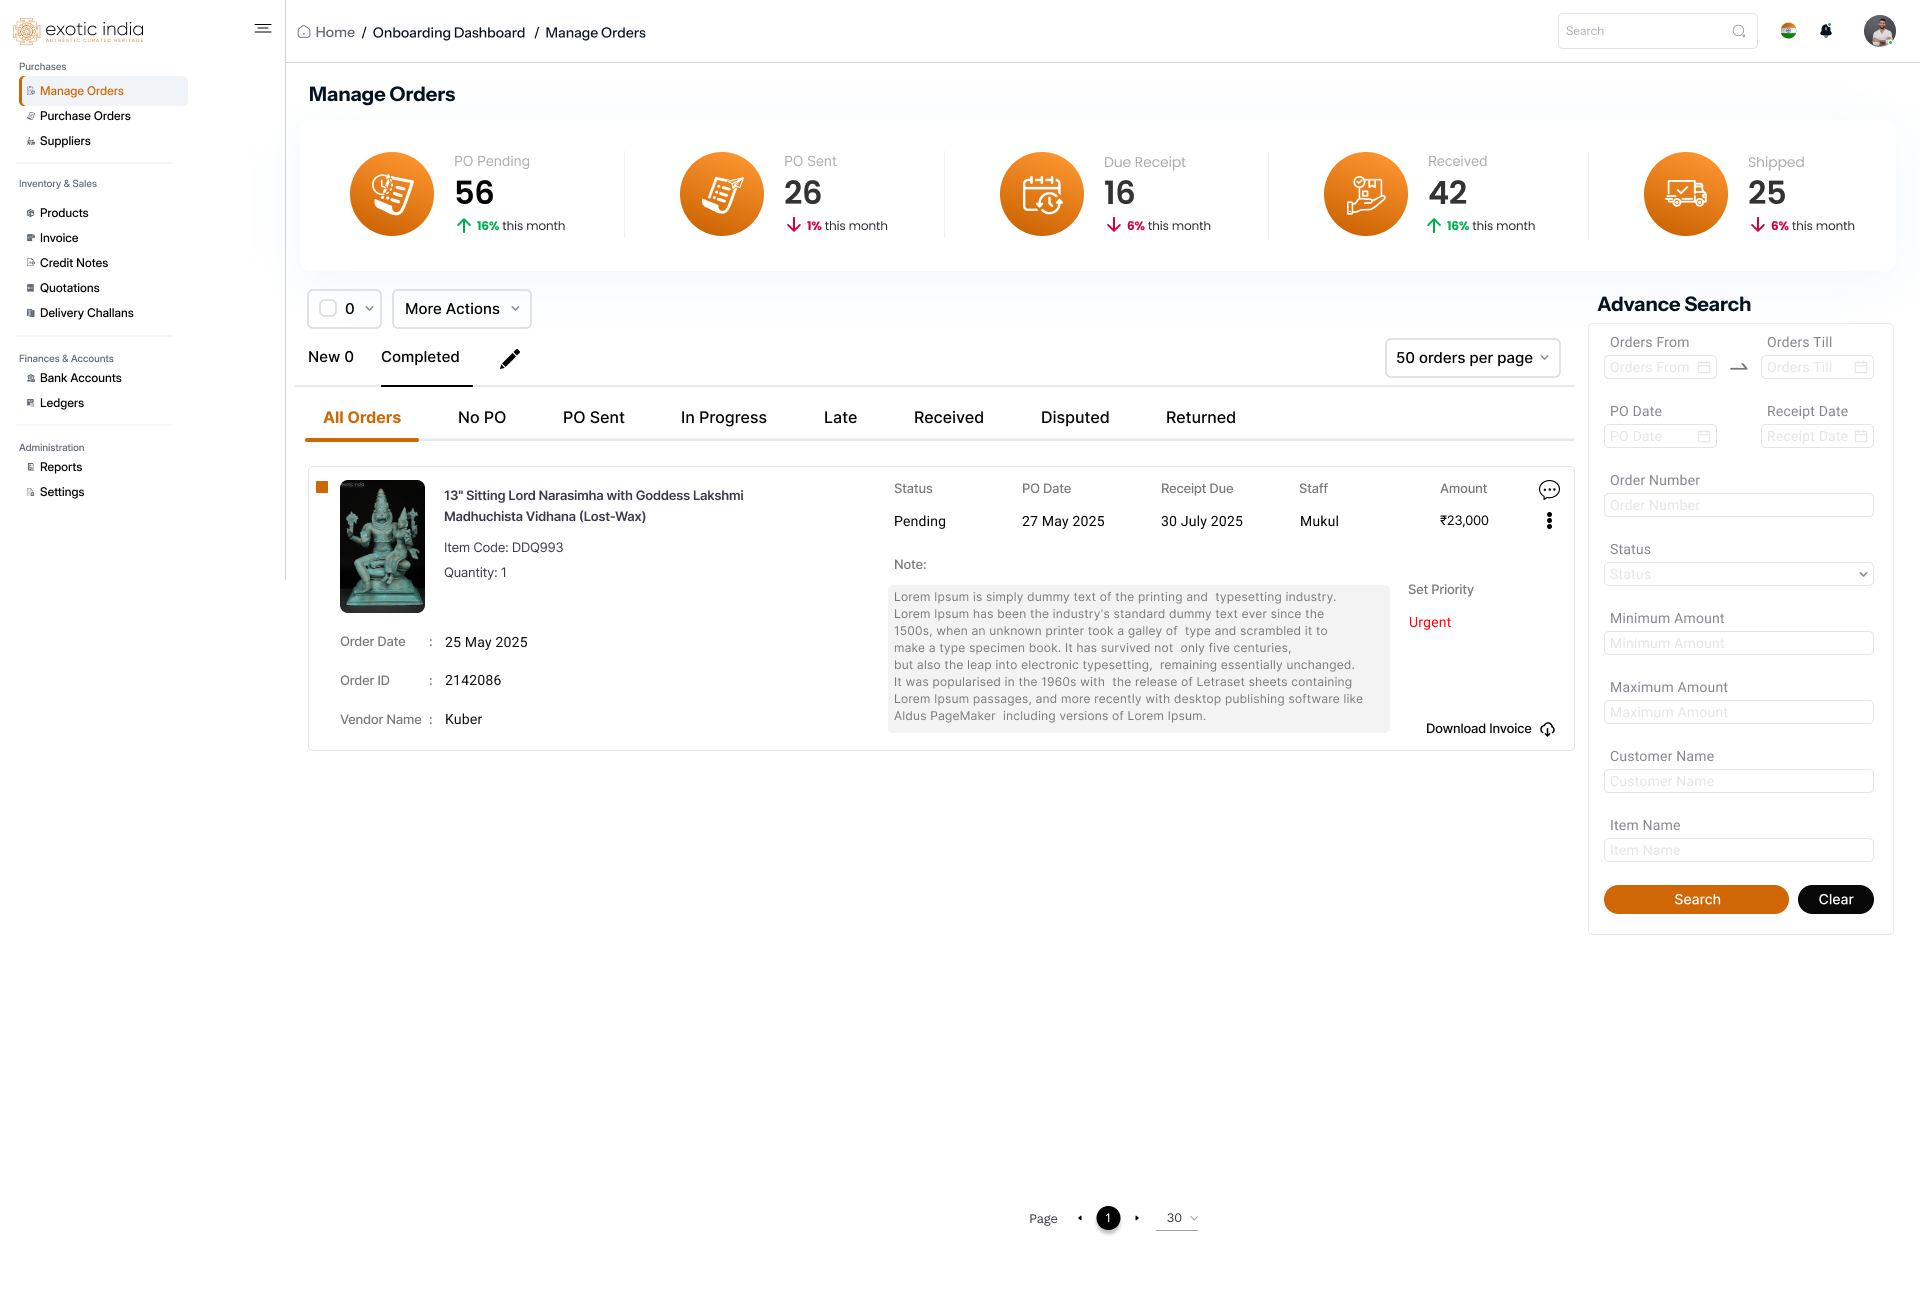 exotic india
AUTHENTIC CURATED HERITAGE
Purchases
Manage Orders
Purchase Orders
Suppliers
Inventory & Sales
Products
Invoice
Credit Notes
Quotations
Delivery Challans
Finances & Accounts
Bank Accounts
Ledgers
Administration
Reports
Settings
Home / Onboarding Dashboard / Manage Orders
Search
Manage Orders
PO Pending
56
16% this month
PO Sent
26
1% this month
Due Receipt
16
6% this month
Received
42
16% this month
Shipped
25
6% this month
0
More Actions
New 0
Completed
50 orders per page
All Orders
No PO
PO Sent
In Progress
Late
Received
Disputed
Returned
13" Sitting Lord Narasimha with Goddess Lakshmi
Madhuchista Vidhana (Lost-Wax)
Item Code: DDQ993
Quantity: 1
Order Date : 25 May 2025
Order ID : 2142086
Vendor Name : Kuber
Status
Pending
PO Date
27 May 2025
Receipt Due
30 July 2025
Staff
Mukul
Amount
₹23,000
Note:
Lorem Ipsum is simply dummy text of the printing and typesetting industry.
Lorem Ipsum has been the industry's standard dummy text ever since the
1500s, when an unknown printer took a galley of type and scrambled it to
make a type specimen book. It has survived not only five centuries,
but also the leap into electronic typesetting, remaining essentially unchanged.
It was popularised in the 1960s with the release of Letraset sheets containing
Lorem Ipsum passages, and more recently with desktop publishing software like
Aldus PageMaker including versions of Lorem Ipsum.
Set Priority
Urgent
Download Invoice
Advance Search
Orders From
Orders From
Orders Till
Orders Till
PO Date
PO Date
Receipt Date
Receipt Date
Order Number
Order Number
Status
Status
Minimum Amount
Minimum Amount
Maximum Amount
Maximum Amount
Customer Name
Customer Name
Item Name
Item Name
Search
Clear
Page
1
30